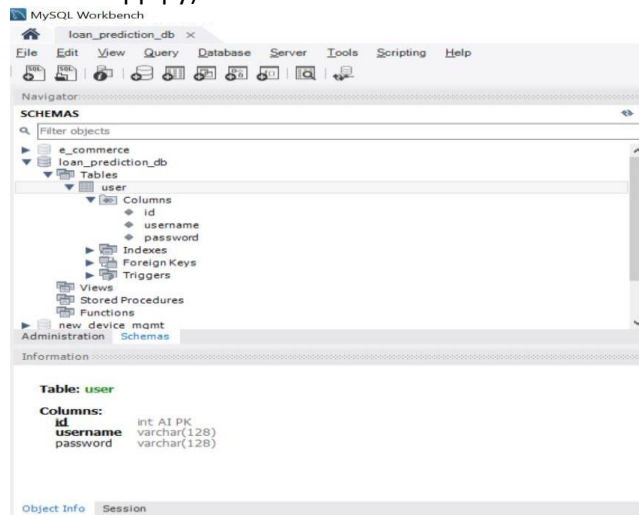 MySQL Workbench
loan_prediction_db ×
File Edit View Query Database Server Tools Scripting Help
Navigator
SCHEMAS
Filter objects
e_commerce
loan_prediction_db
Tables
user
Columns
id
username
password
Indexes
Foreign Keys
Triggers
Views
Stored Procedures
Functions
new_device_mgmt
Administration Schemas
Information
Table: user
Columns:
id int AI PK
username varchar(128)
password varchar(128)
Object Info Session